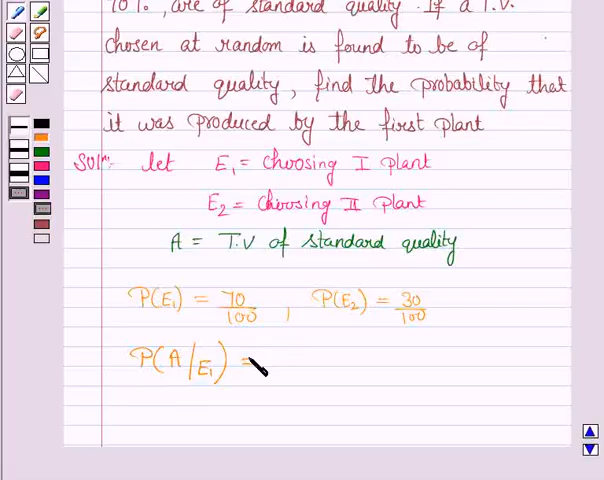 70%, are of standard quality. If a T.V.
chosen at random is found to be of
standard quality, find the probability that
it was produced by the first plant
Soln. let E₁ = choosing I plant
E₂ = choosing II Plant
A = T.V of standard quality
P(E₁) = 70/100, P(E₂) = 30/100
P(A/E₁) =